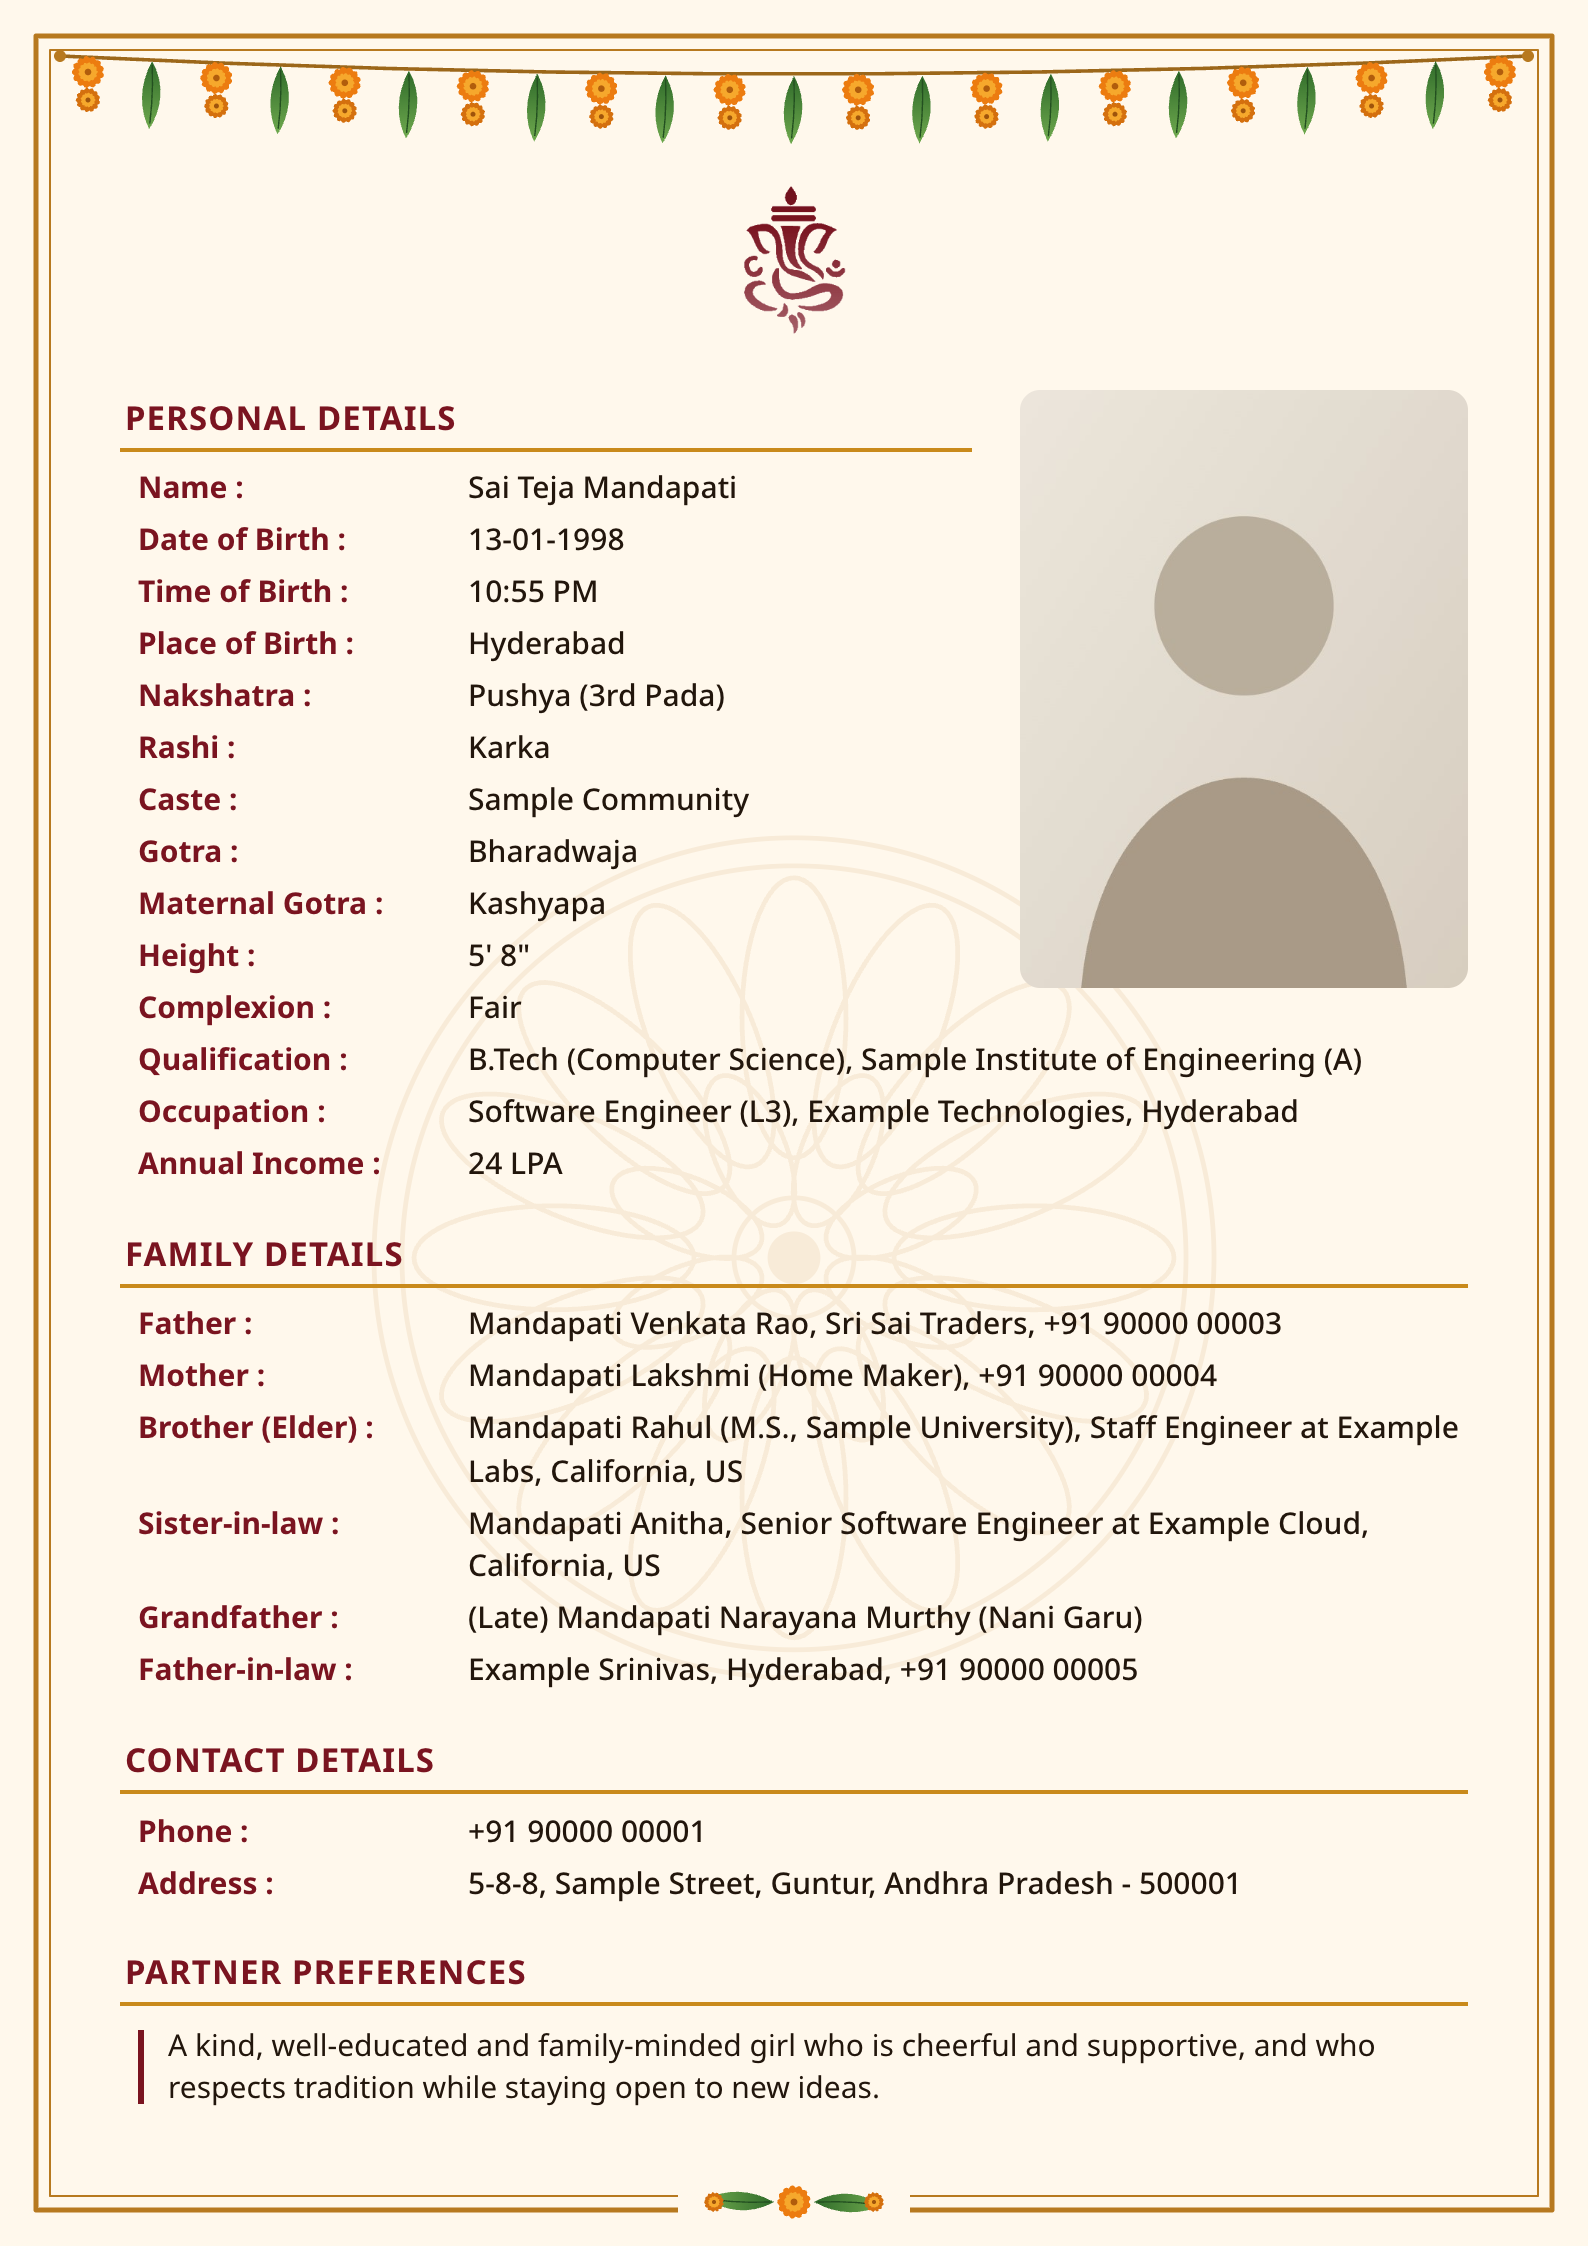 PERSONAL DETAILS
Name : Sai Teja Mandapati
Date of Birth : 13-01-1998
Time of Birth : 10:55 PM
Place of Birth : Hyderabad
Nakshatra : Pushya (3rd Pada)
Rashi : Karka
Caste : Sample Community
Gotra : Bharadwaja
Maternal Gotra : Kashyapa
Height : 5' 8"
Complexion : Fair
Qualification : B.Tech (Computer Science), Sample Institute of Engineering (A)
Occupation : Software Engineer (L3), Example Technologies, Hyderabad
Annual Income : 24 LPA
FAMILY DETAILS
Father : Mandapati Venkata Rao, Sri Sai Traders, +91 90000 00003
Mother : Mandapati Lakshmi (Home Maker), +91 90000 00004
Brother (Elder) : Mandapati Rahul (M.S., Sample University), Staff Engineer at Example
Labs, California, US
Sister-in-law : Mandapati Anitha, Senior Software Engineer at Example Cloud,
California, US
Grandfather : (Late) Mandapati Narayana Murthy (Nani Garu)
Father-in-law : Example Srinivas, Hyderabad, +91 90000 00005
CONTACT DETAILS
Phone : +91 90000 00001
Address : 5-8-8, Sample Street, Guntur, Andhra Pradesh - 500001
PARTNER PREFERENCES
A kind, well-educated and family-minded girl who is cheerful and supportive, and who
respects tradition while staying open to new ideas.